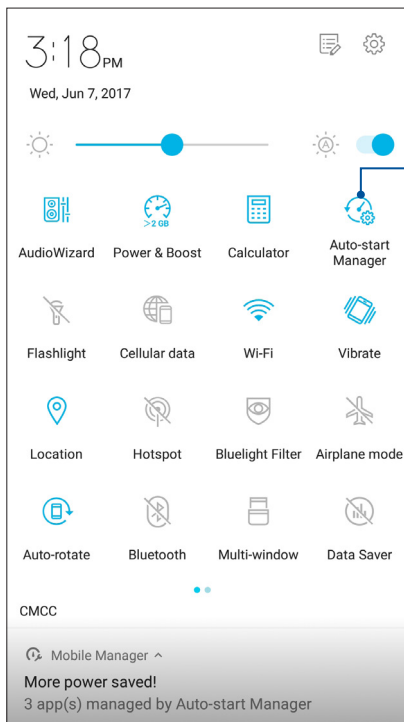 3:18PM
Wed, Jun 7, 2017
A
>2 GB
AudioWizard Power & Boost Calculator Auto-start
Manager
Flashlight Cellular data Wi-Fi Vibrate
Location Hotspot Bluelight Filter Airplane mode
Auto-rotate Bluetooth Multi-window Data Saver
CMCC
Mobile Manager
More power saved!
3 app(s) managed by Auto-start Manager